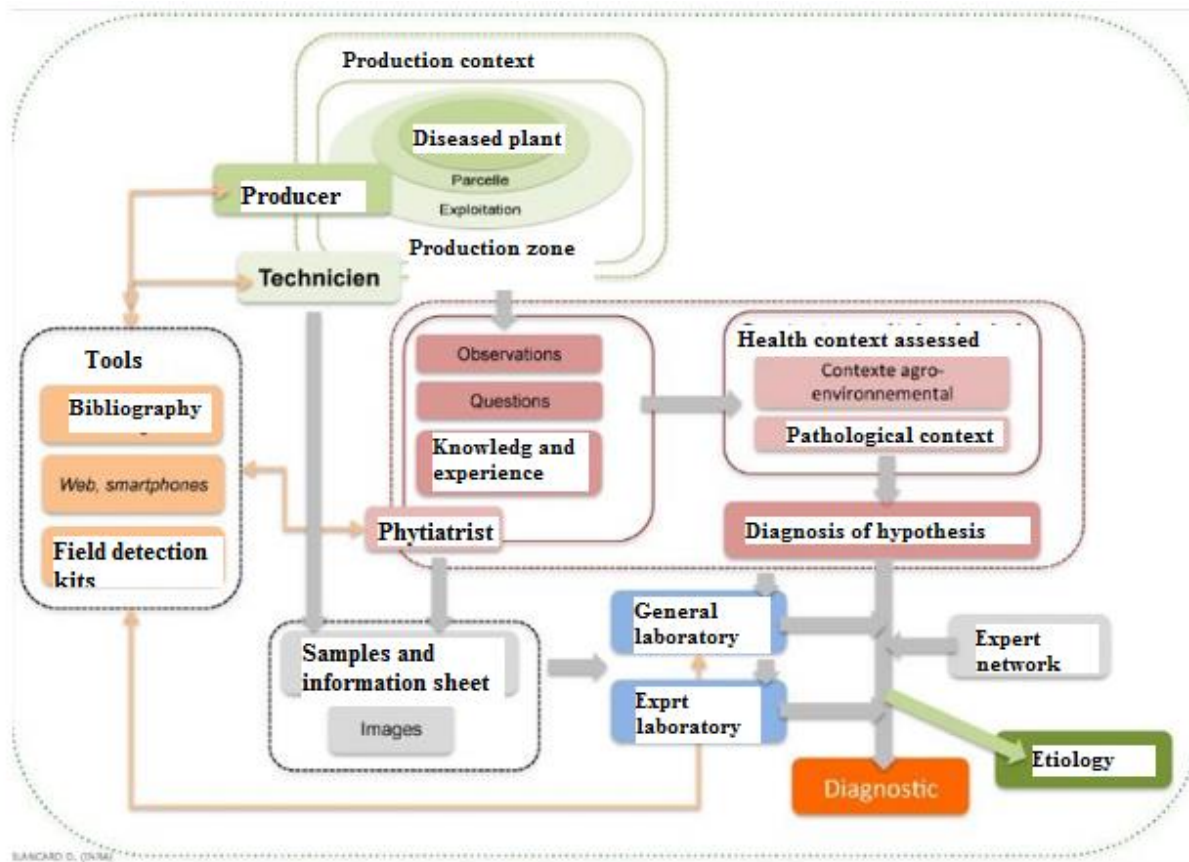 Production context
Diseased plant
Parcelle
Exploitation
Producer
Production zone
Technicien
Tools
Bibliography
Web, smartphones
Field detection
kits
Observations
Questions
Knowledg and
experience
Phytiatrist
Health context assessed
Contexte agro-
environnemental
Pathological context
Diagnosis of hypothesis
General
laboratory
Expert
network
Samples and
information sheet
Images
Exprt
laboratory
Etiology
Diagnostic